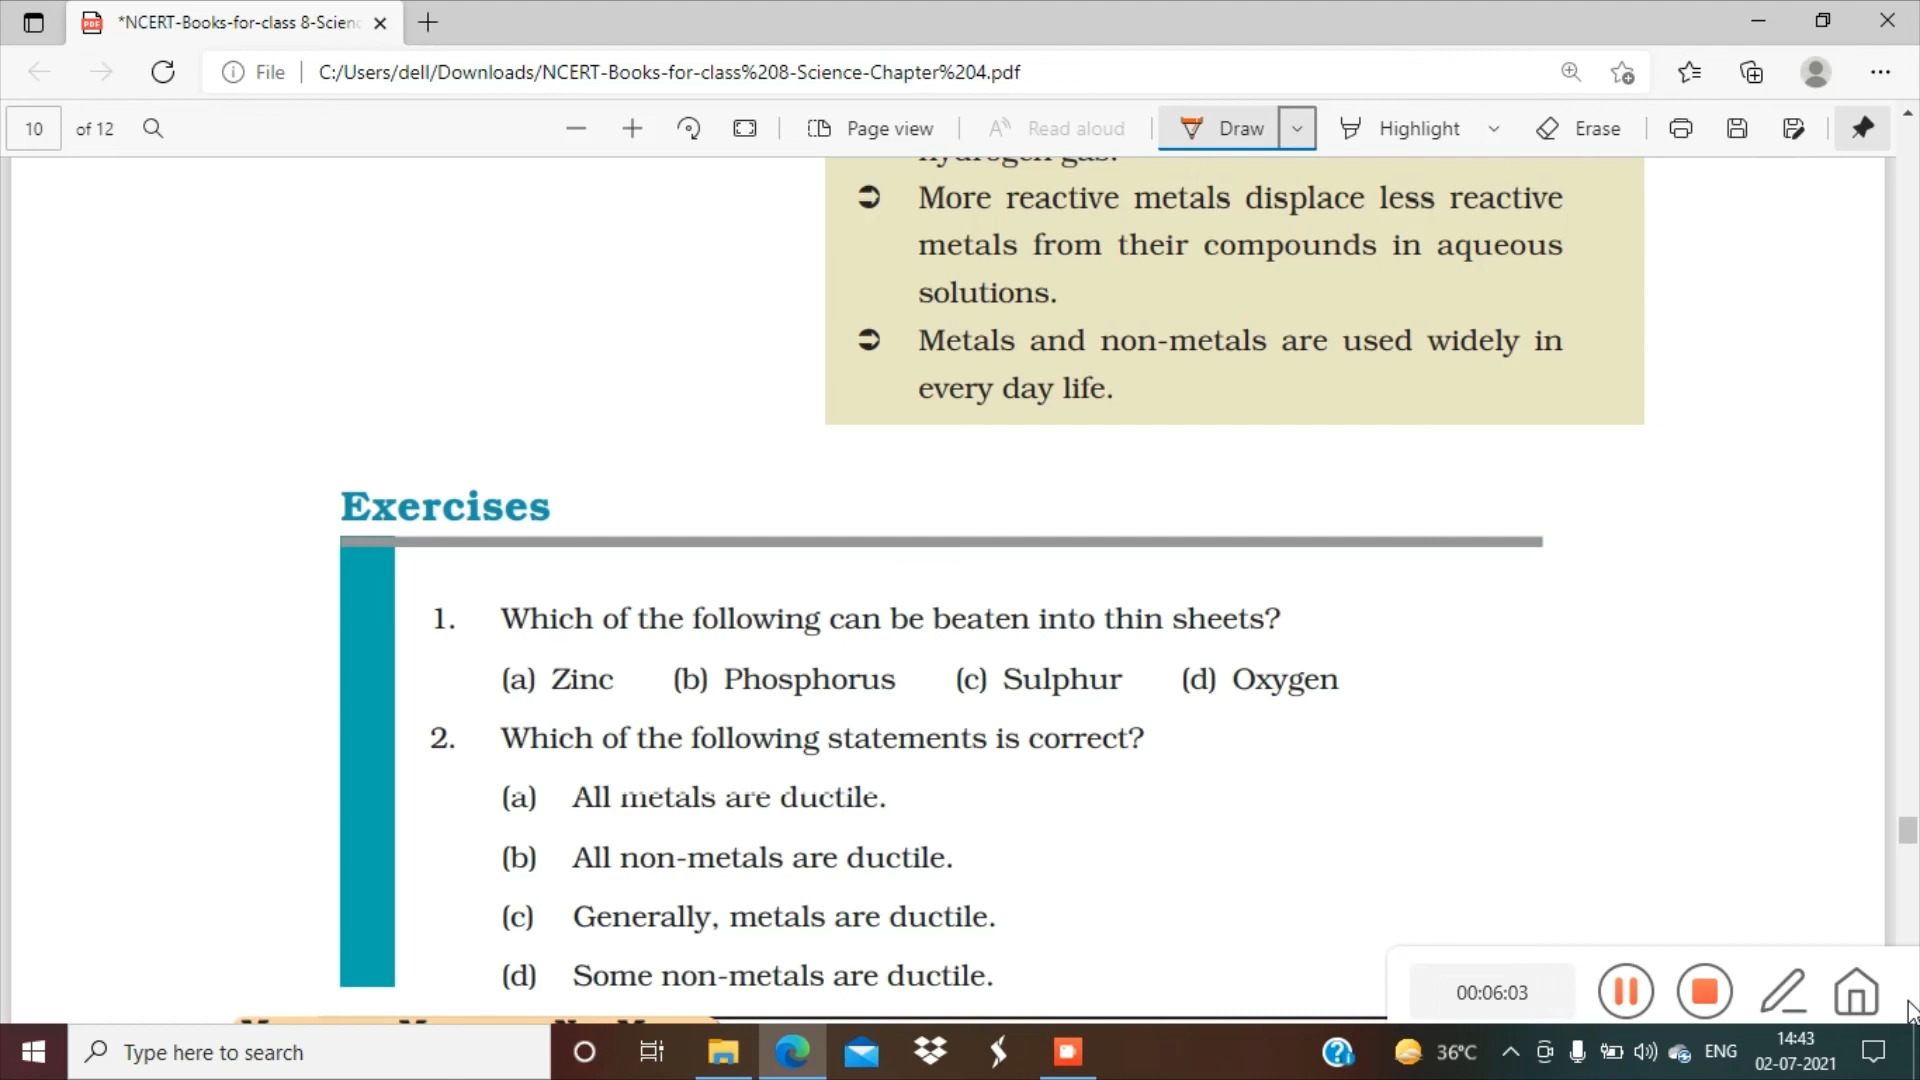 *NCERT-Books-for-class 8-Scien
File
C:/Users/dell/Downloads/NCERT-Books-for-class%208-Science-Chapter%204.pdf
10 of 12
Page view
Read aloud
Draw
Highlight
Erase
hydrogen gas.
More reactive metals displace less reactive
metals from their compounds in aqueous
solutions.
Metals and non-metals are used widely in
every day life.
Exercises
1. Which of the following can be beaten into thin sheets?
(a) Zinc (b) Phosphorus (c) Sulphur (d) Oxygen
2. Which of the following statements is correct?
(a) All metals are ductile.
(b) All non-metals are ductile.
(c) Generally, metals are ductile.
(d) Some non-metals are ductile.
00:06:03
Type here to search
36°C
ENG
14:43
02-07-2021